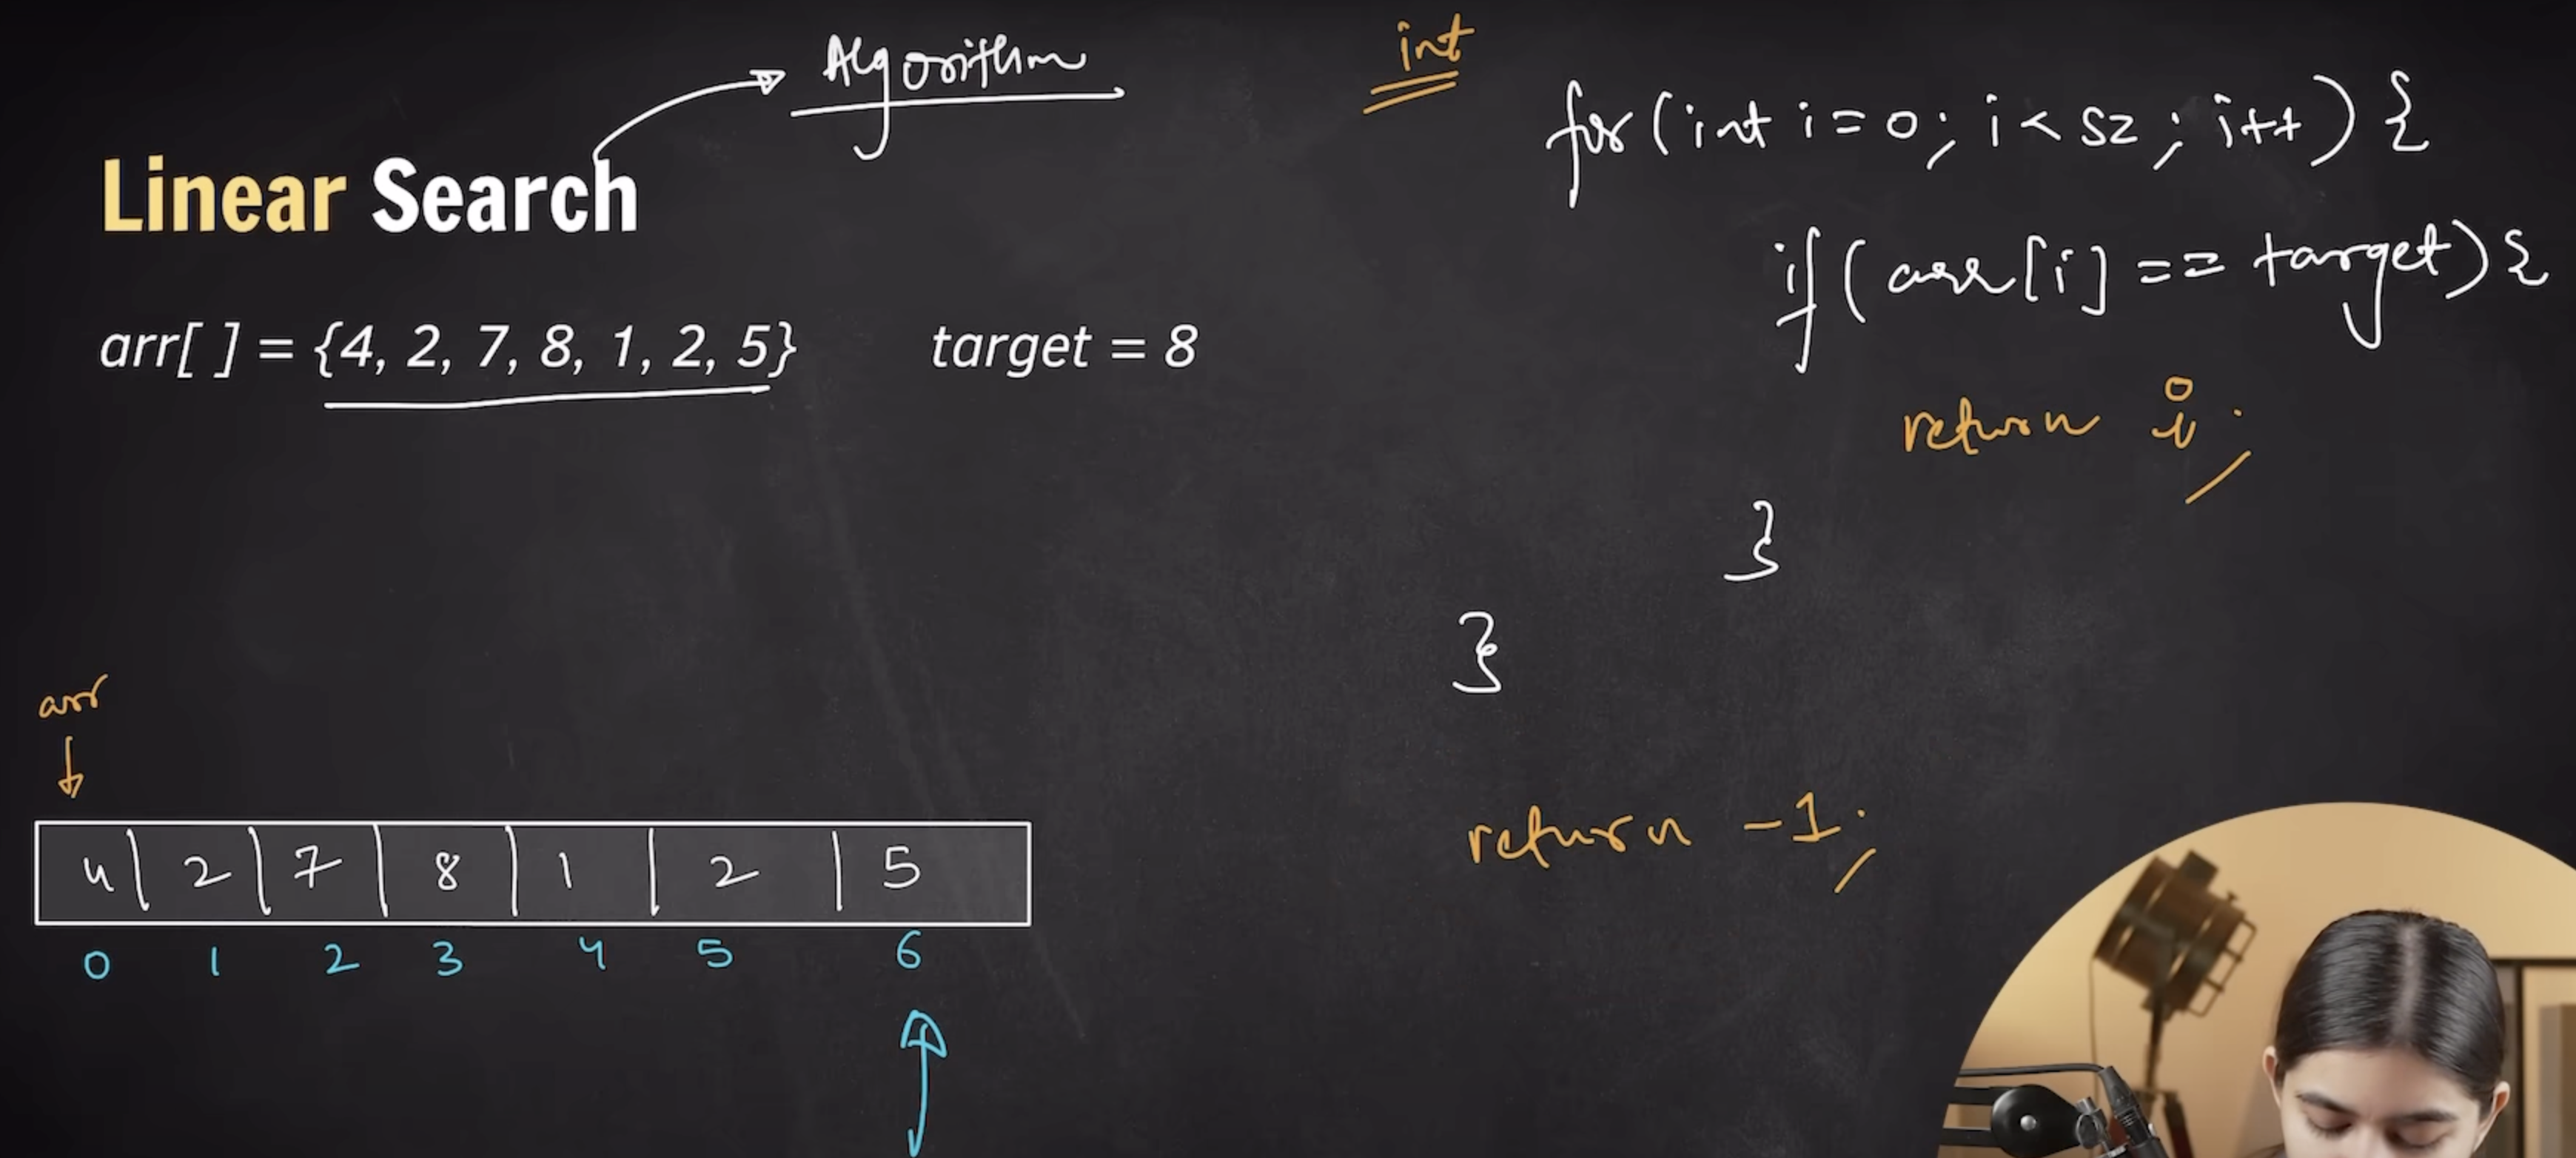 Algorithm
Linear Search
arr[ ] = {4, 2, 7, 8, 1, 2, 5}
target = 8
int
for(int i=0; i<sz; i++){
if(arr[i]==target){
return i;
}
}
return -1;
arr
4 2 7 8 1 2 5
0 1 2 3 4 5 6